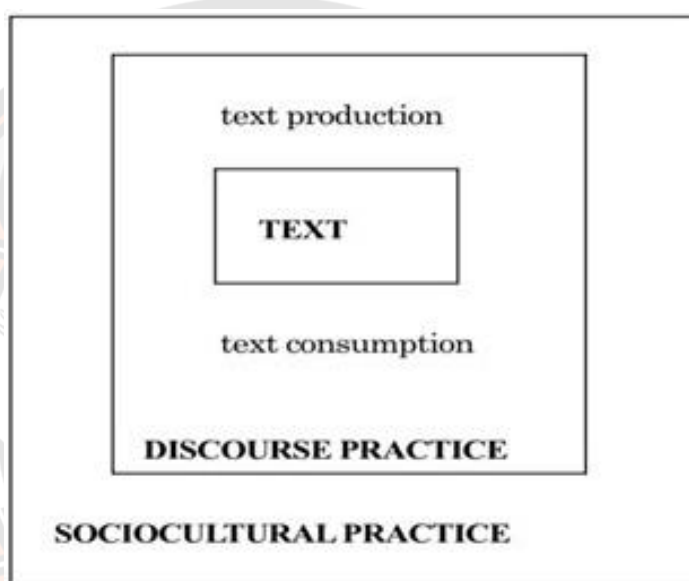 text production
TEXT
text consumption
DISCOURSE PRACTICE
SOCIOCULTURAL PRACTICE